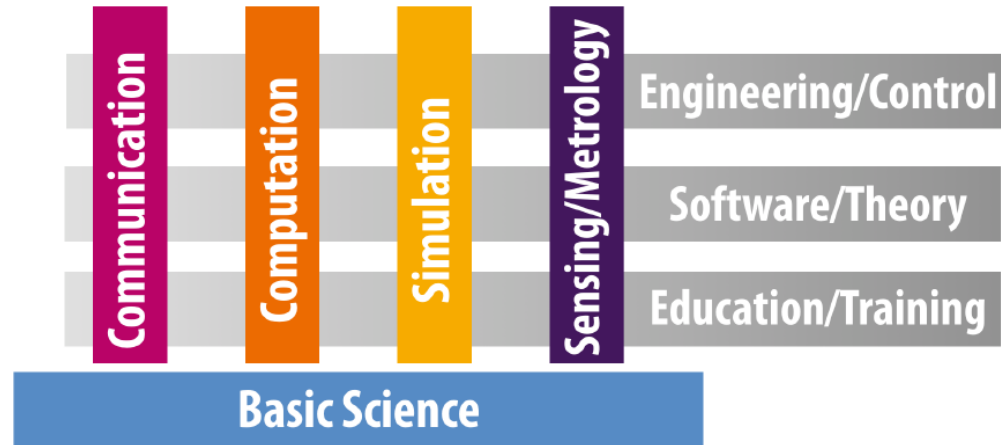 Communication
Computation
Simulation
Sensing/Metrology
Engineering/Control
Software/Theory
Education/Training
Basic Science